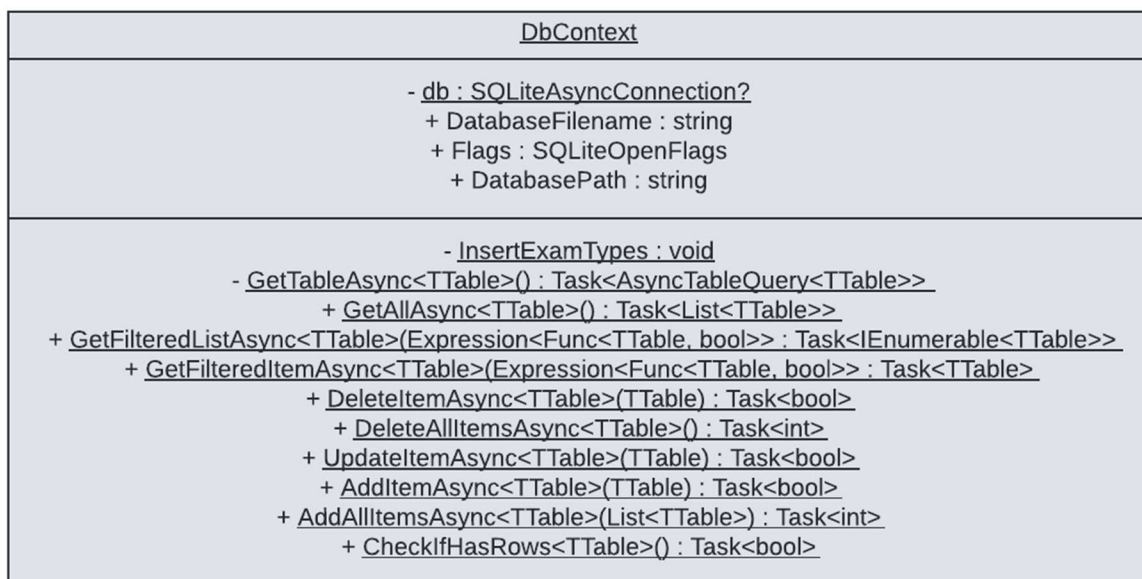 DbContext
- db : SQLiteAsyncConnection?
+ DatabaseFilename : string
+ Flags : SQLiteOpenFlags
+ DatabasePath : string
- InsertExamTypes : void
- GetTableAsync<TTable>() : Task<AsyncTableQuery<TTable>>
+ GetAllAsync<TTable>() : Task<List<TTable>>
+ GetFilteredListAsync<TTable>(Expression<Func<TTable, bool>> : Task<IEnumerable<TTable>>
+ GetFilteredItemAsync<TTable>(Expression<Func<TTable, bool>> : Task<TTable>
+ DeleteItemAsync<TTable>(TTable) : Task<bool>
+ DeleteAllItemsAsync<TTable>() : Task<int>
+ UpdateItemAsync<TTable>(TTable) : Task<bool>
+ AddItemAsync<TTable>(TTable) : Task<bool>
+ AddAllItemsAsync<TTable>(List<TTable>) : Task<int>
+ CheckIfHasRows<TTable>() : Task<bool>